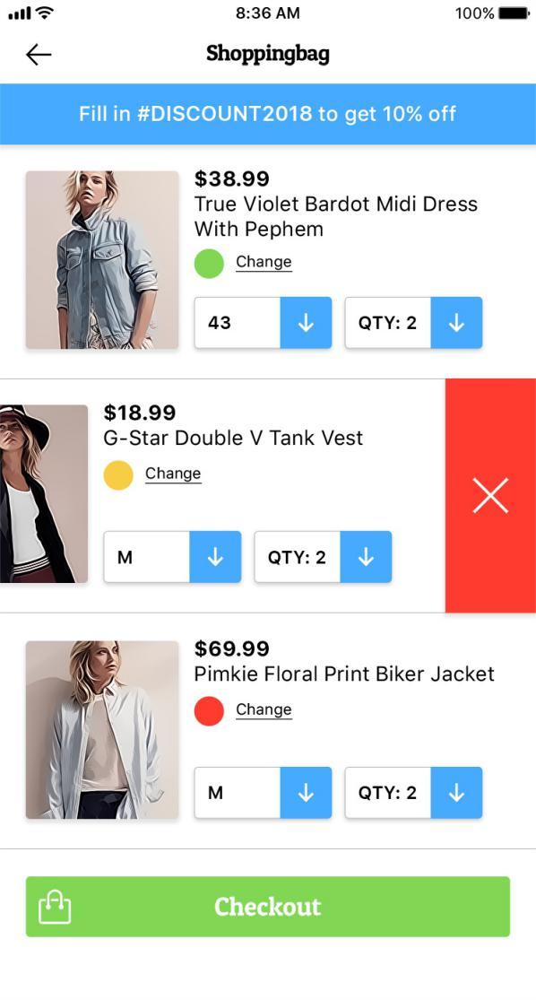 8:36 AM
100%
Shoppingbag
Fill in #DISCOUNT2018 to get 10% off
$38.99
True Violet Bardot Midi Dress
With Pephem
Change
43
QTY: 2
$18.99
G-Star Double V Tank Vest
Change
M
QTY: 2
$69.99
Pimkie Floral Print Biker Jacket
Change
M
QTY: 2
Checkout